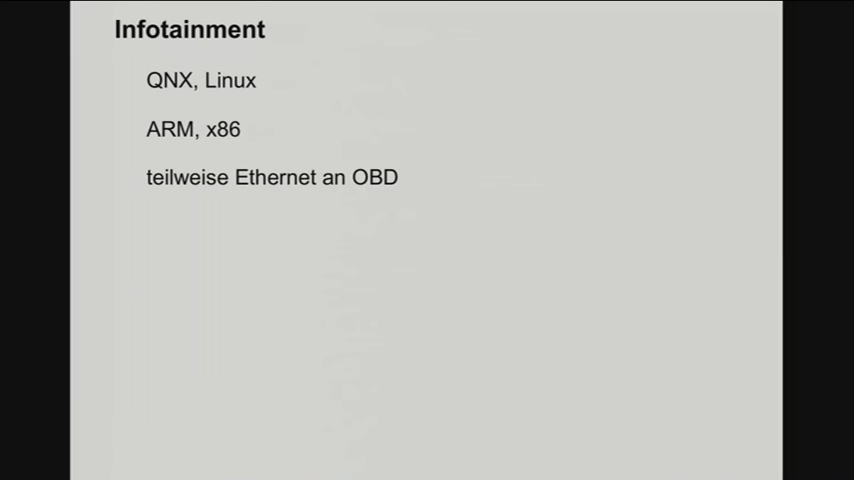 Infotainment
QNX, Linux
ARM, x86
teilweise Ethernet an OBD